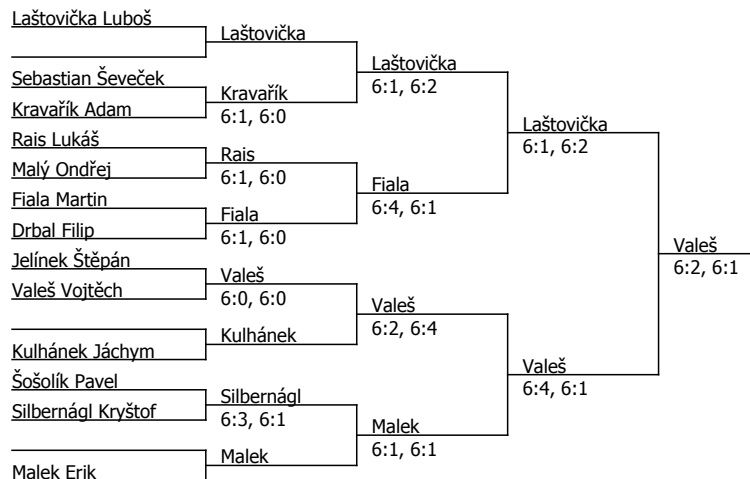 Laštovička Luboš
Sebastian Ševeček
Kravařík Adam
Rais Lukáš
Malý Ondřej
Fiala Martin
Drbal Filip
Jelínek Štěpán
Valeš Vojtěch
Kulhánek Jáchym
Šošolík Pavel
Silbernágl Kryštof
Malek Erik
Laštovička
Kravařík
6:1, 6:0
Rais
6:1, 6:0
Fiala
6:1, 6:0
Valeš
6:0, 6:0
Kulhánek
Silbernágl
6:3, 6:1
Malek
Laštovička
6:1, 6:2
Fiala
6:4, 6:1
Valeš
6:2, 6:4
Malek
6:1, 6:1
Laštovička
6:1, 6:2
Valeš
6:4, 6:1
Valeš
6:2, 6:1